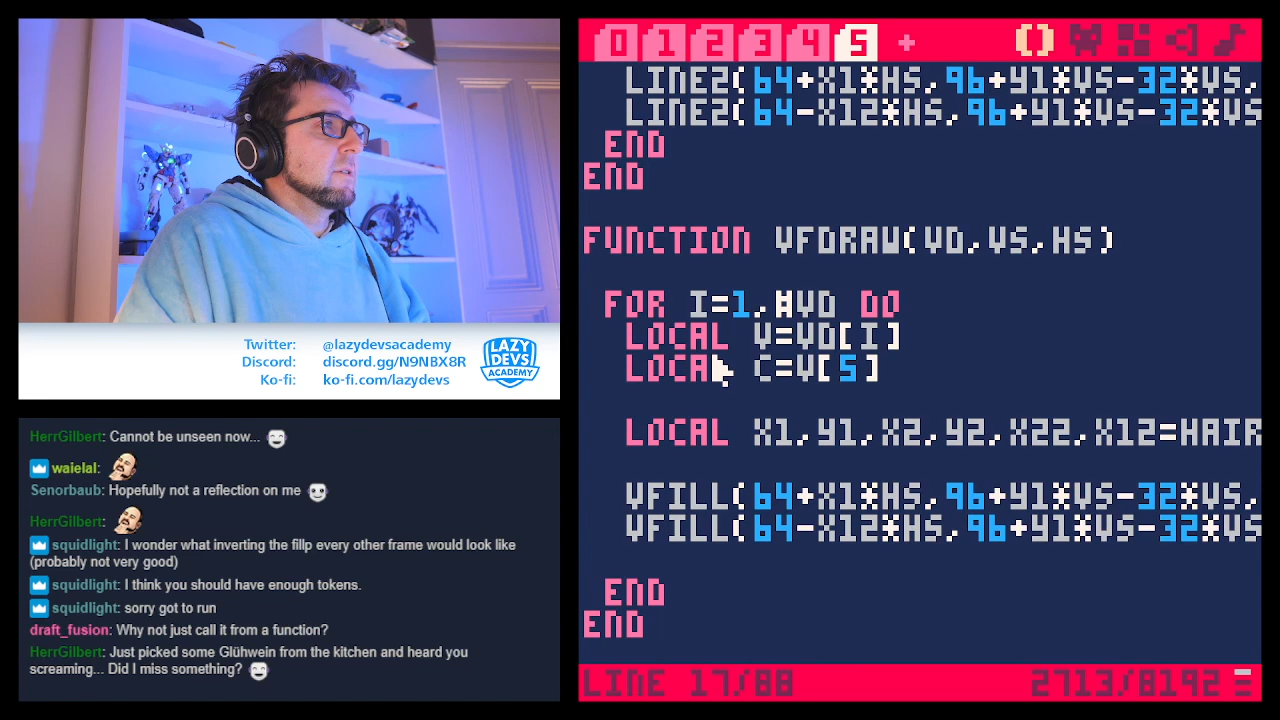 Twitter: @lazydevsacademy
Discord: discord.gg/N9NBX8R
Ko-fi: ko-fi.com/lazydevs
LAZY
DEVS
ACADEMY
HerrGilbert: Cannot be unseen now...
waielal:
Senorbaub: Hopefully not a reflection on me
HerrGilbert:
squidlight: I wonder what inverting the fillp every other frame would look like
(probably not very good)
squidlight: I think you should have enough tokens.
squidlight: sorry got to run
draft_fusion: Why not just call it from a function?
HerrGilbert: Just picked some Glühwein from the kitchen and heard you
screaming... Did I miss something?
0 1 2 3 4 5 + ()
LINE2(64+X1*HS,96+Y1*VS-32*VS,
LINE2(64-X12*HS,96+Y1*VS-32*VS
END
END
FUNCTION VFDRAW(VD,VS,HS)
FOR I=1,#VD DO
LOCAL V=VD[I]
LOCAL C=V[5]
LOCAL X1,Y1,X2,Y2,X22,X12=HAIR
VFILL(64+X1*HS,96+Y1*VS-32*VS,
VFILL(64-X12*HS,96+Y1*VS-32*VS
END
END
LINE 17/88 2713/8192